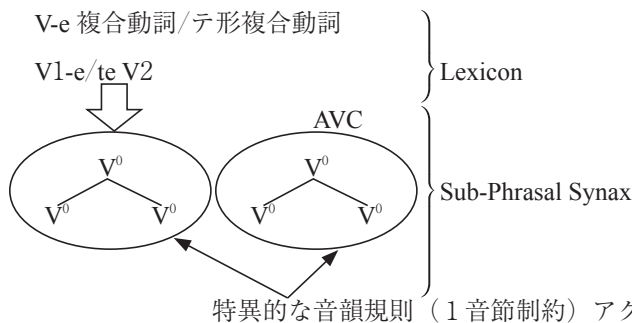 V-e 複合動詞/テ形複合動詞
V1-e/te V2
Lexicon
AVC
V⁰
V⁰ V⁰
V⁰
V⁰ V⁰
Sub-Phrasal Synax
特異的な音韻規則（１音節制約）アク